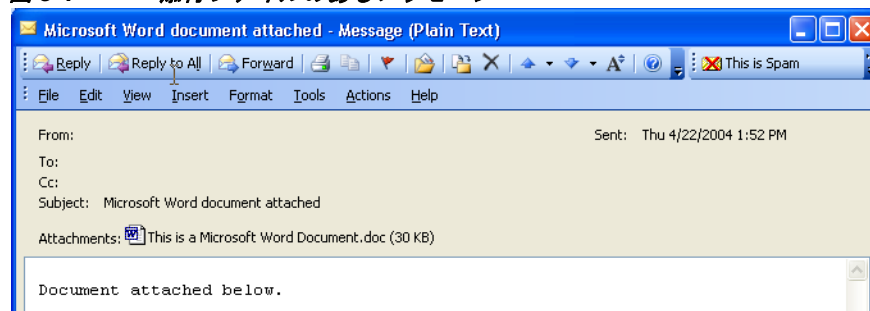 Microsoft Word document attached - Message (Plain Text)
Reply Reply to All Forward This is Spam
File Edit View Insert Format Tools Actions Help
From: Sent: Thu 4/22/2004 1:52 PM
To:
Cc:
Subject: Microsoft Word document attached
Attachments: This is a Microsoft Word Document.doc (30 KB)
Document attached below.